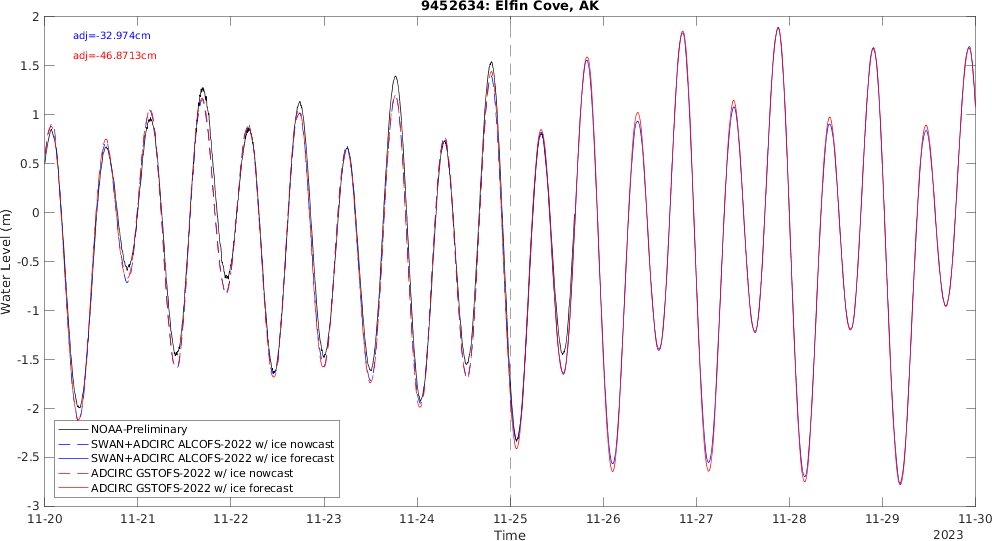 9452634: Elfin Cove, AK
adj=-32.974cm
adj=-46.8713cm
Water Level (m)
2
1.5
1
0.5
0
-0.5
-1
-1.5
-2
-2.5
-3
NOAA-Preliminary
SWAN+ADCIRC ALCOFS-2022 w/ ice nowcast
SWAN+ADCIRC ALCOFS-2022 w/ ice forecast
ADCIRC GSTOFS-2022 w/ ice nowcast
ADCIRC GSTOFS-2022 w/ ice forecast
11-20 11-21 11-22 11-23 11-24 11-25 11-26 11-27 11-28 11-29 11-30
Time
2023